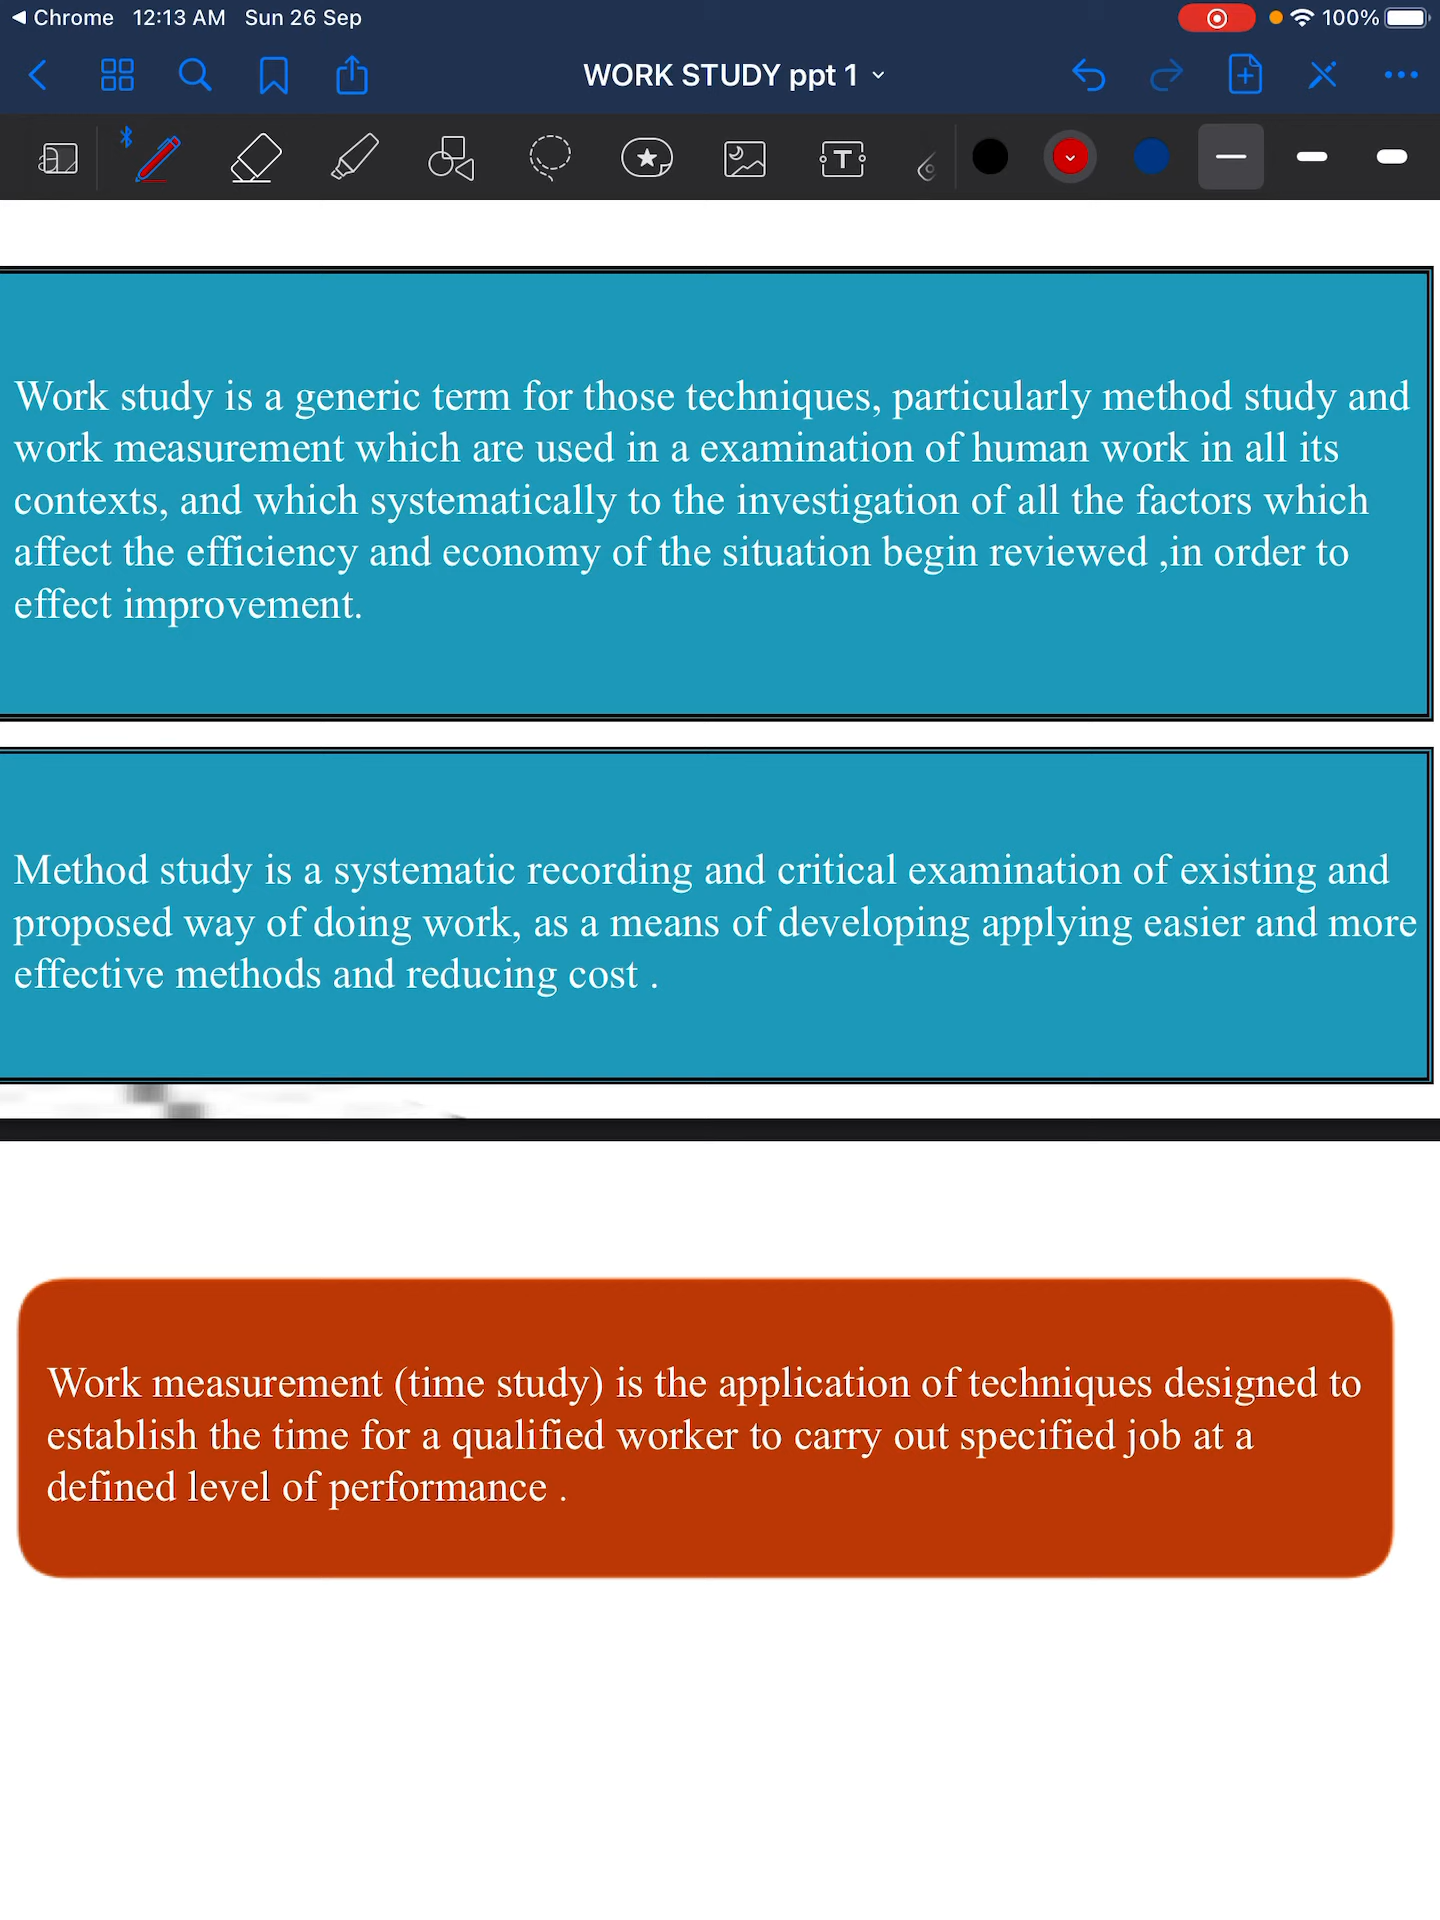 Chrome 12:13 AM Sun 26 Sep 100%
WORK STUDY ppt 1
Work study is a generic term for those techniques, particularly method study and
work measurement which are used in a examination of human work in all its
contexts, and which systematically to the investigation of all the factors which
affect the efficiency and economy of the situation begin reviewed ,in order to
effect improvement.
Method study is a systematic recording and critical examination of existing and
proposed way of doing work, as a means of developing applying easier and more
effective methods and reducing cost .
Work measurement (time study) is the application of techniques designed to
establish the time for a qualified worker to carry out specified job at a
defined level of performance .